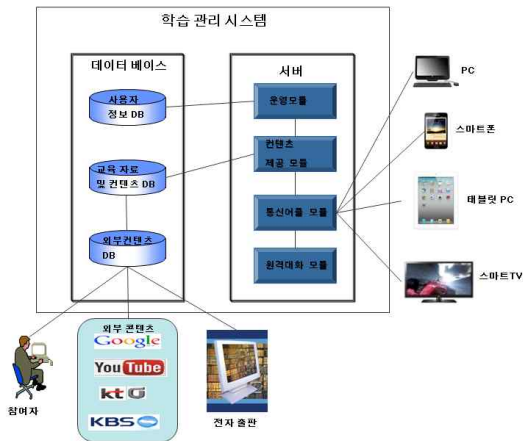 학습 관리 시스템
데이터 베이스
사용자
정보 DB
교육 자료
및 컨텐츠 DB
외부컨텐츠
DB
서버
운영모듈
컨텐츠
제공 모듈
통신어플 모듈
원격대화 모듈
PC
스마트폰
태블릿 PC
스마트TV
참여자
외부 콘텐츠
Google
YouTube
kt
KBS
전자 출판